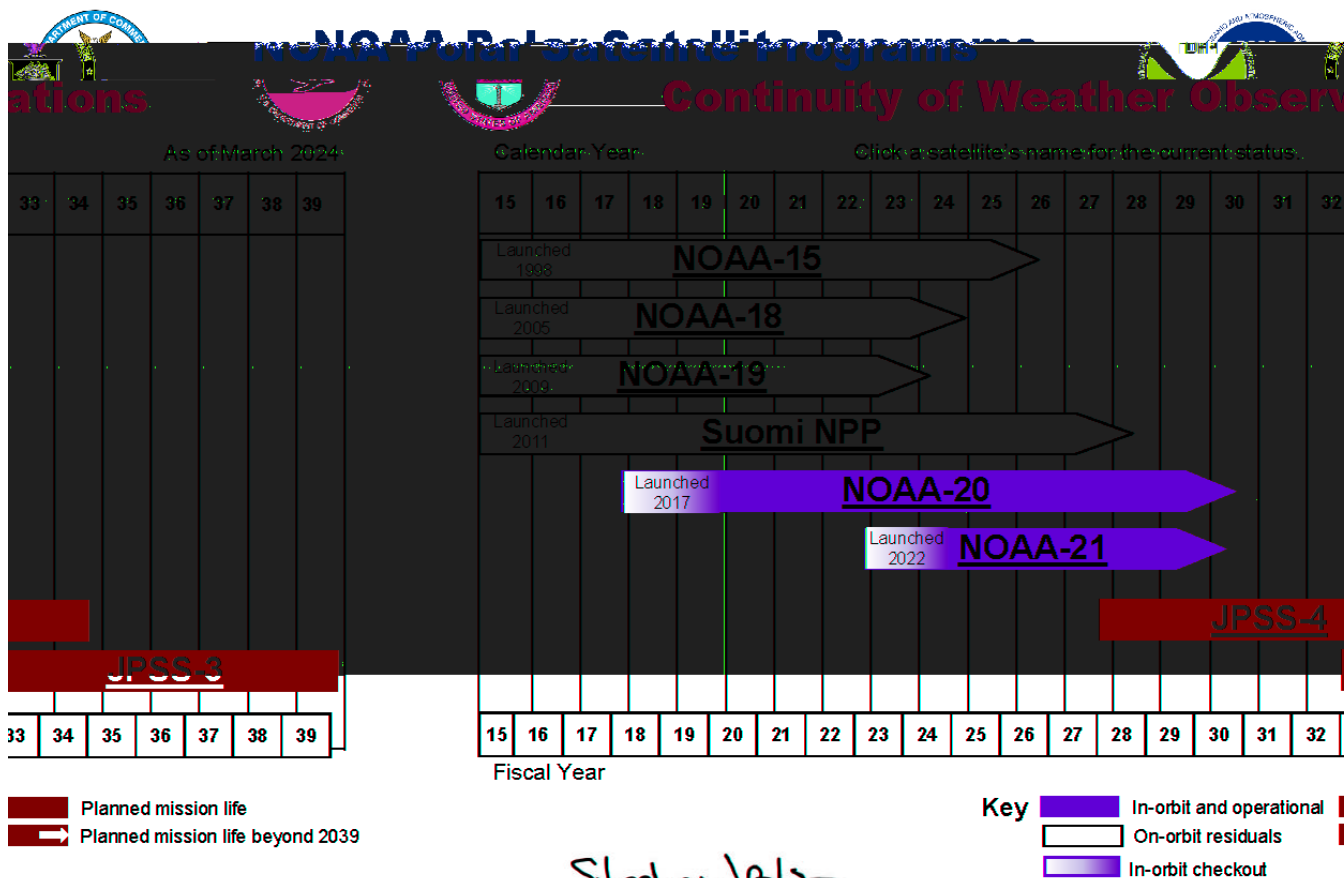 NOAA Polar Satellite Programs
ations Continuity of Weather Observ
As of March 2024 Calendar Year Click a satellite's name for the current status.
33 34 35 36 37 38 39 15 16 17 18 19 20 21 22 23 24 25 26 27 28 29 30 31 32
Launched 1998 NOAA-15
Launched 2005 NOAA-18
Launched 2009 NOAA-19
Launched 2011 Suomi NPP
Launched 2017 NOAA-20
Launched 2022 NOAA-21
JPSS-4
JPSS-3
33 34 35 36 37 38 39 15 16 17 18 19 20 21 22 23 24 25 26 27 28 29 30 31 32
Fiscal Year
Planned mission life Key In-orbit and operational
Planned mission life beyond 2039 On-orbit residuals
In-orbit checkout